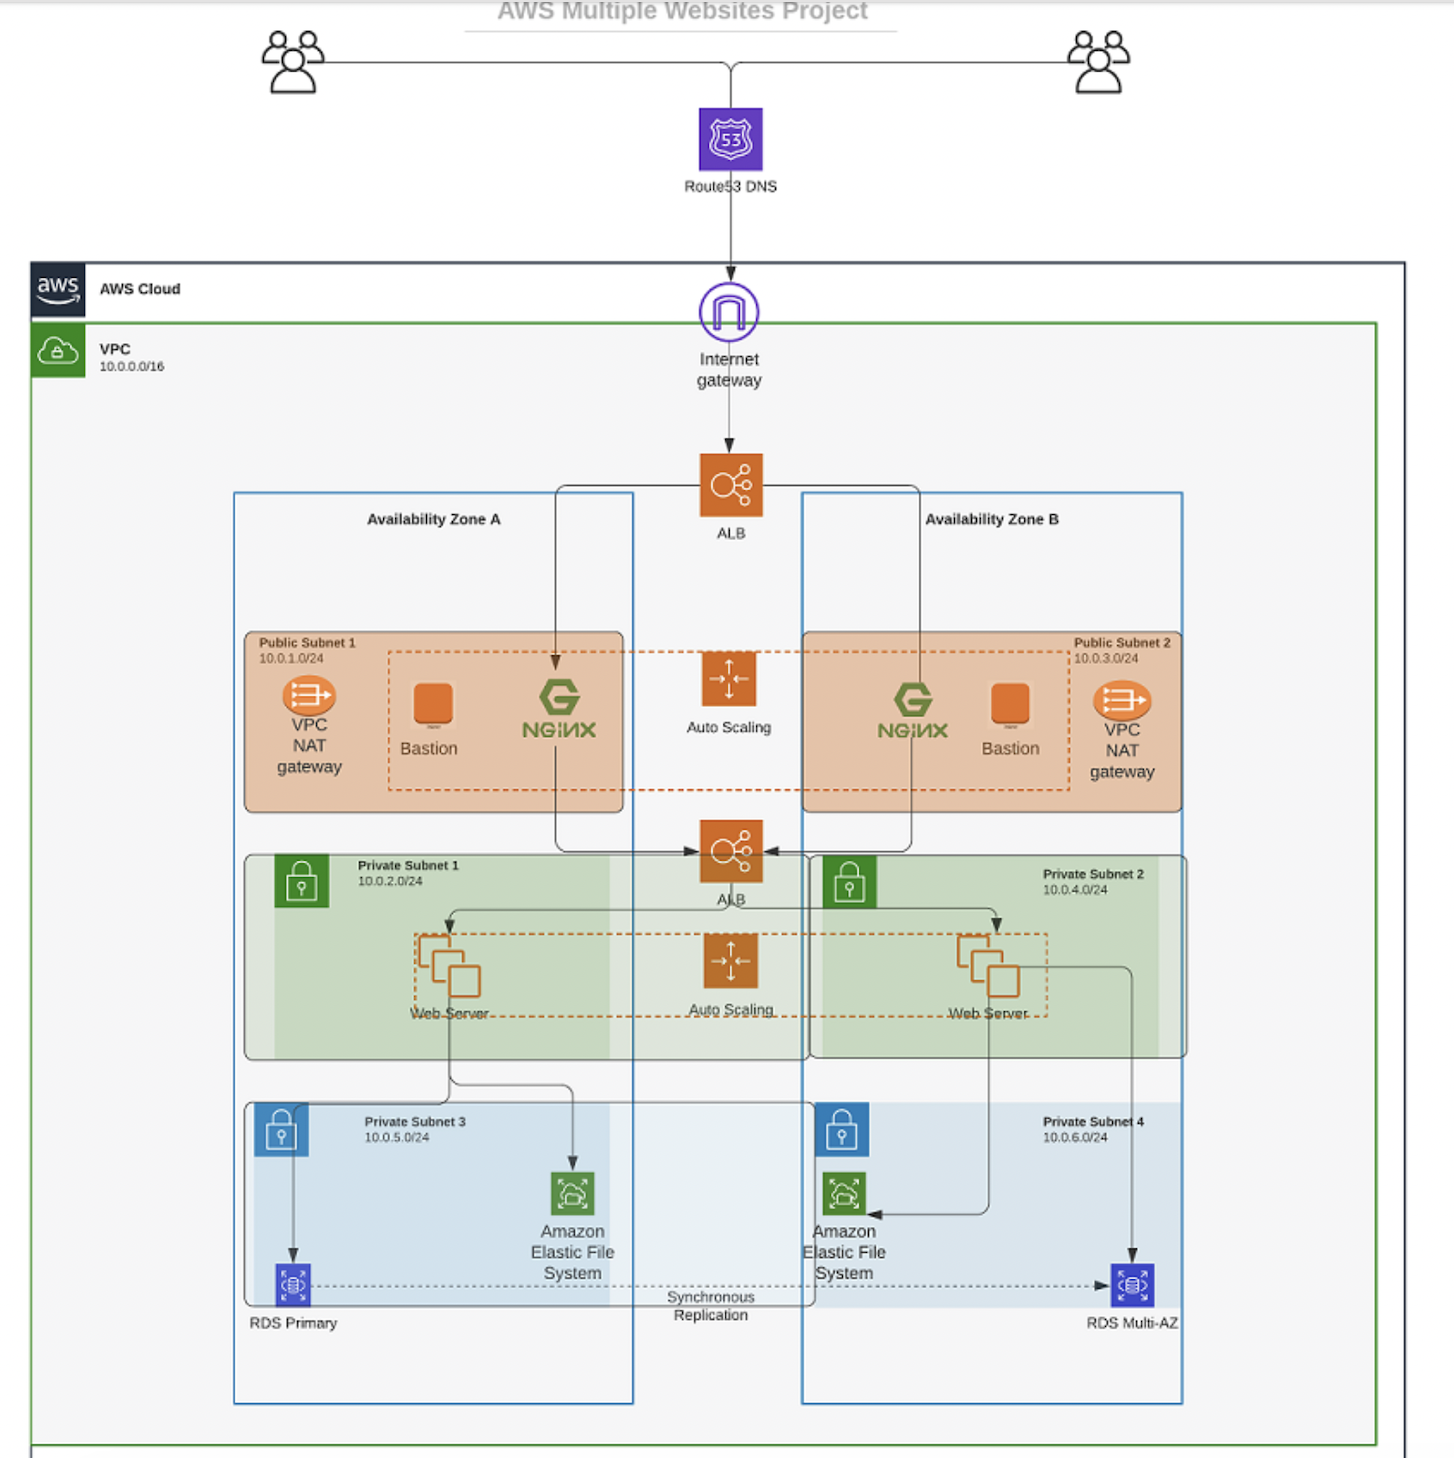 AWS Multiple Websites Project
53
Route53 DNS
aws
AWS Cloud
VPC
10.0.0.0/16
Internet
gateway
ALB
Availability Zone A
Availability Zone B
Public Subnet 1
10.0.1.0/24
VPC
NAT
gateway
Bastion
NGINX
Auto Scaling
NGINX
Bastion
Public Subnet 2
10.0.3.0/24
VPC
NAT
gateway
ALB
Private Subnet 1
10.0.2.0/24
Private Subnet 2
10.0.4.0/24
Web Server
Auto Scaling
Web Server
Private Subnet 3
10.0.5.0/24
Private Subnet 4
10.0.6.0/24
Amazon
Elastic File
System
Amazon
Elastic File
System
Synchronous
Replication
RDS Primary
RDS Multi-AZ